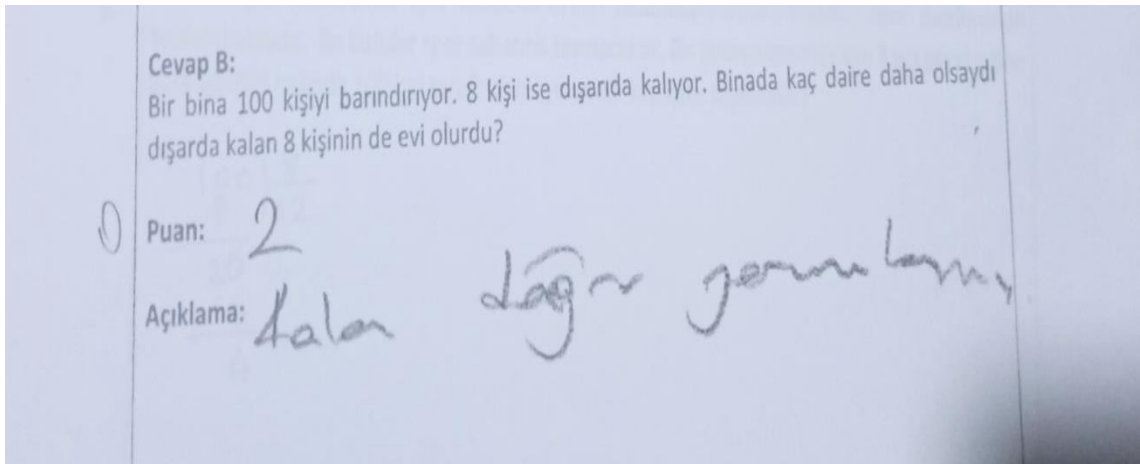 Cevap B:
Bir bina 100 kişiyi barındırıyor. 8 kişi ise dışarıda kalıyor. Binada kaç daire daha olsaydı
dışarda kalan 8 kişinin de evi olurdu?
Puan: 2
Açıklama: Kalan doğru yorumlamış